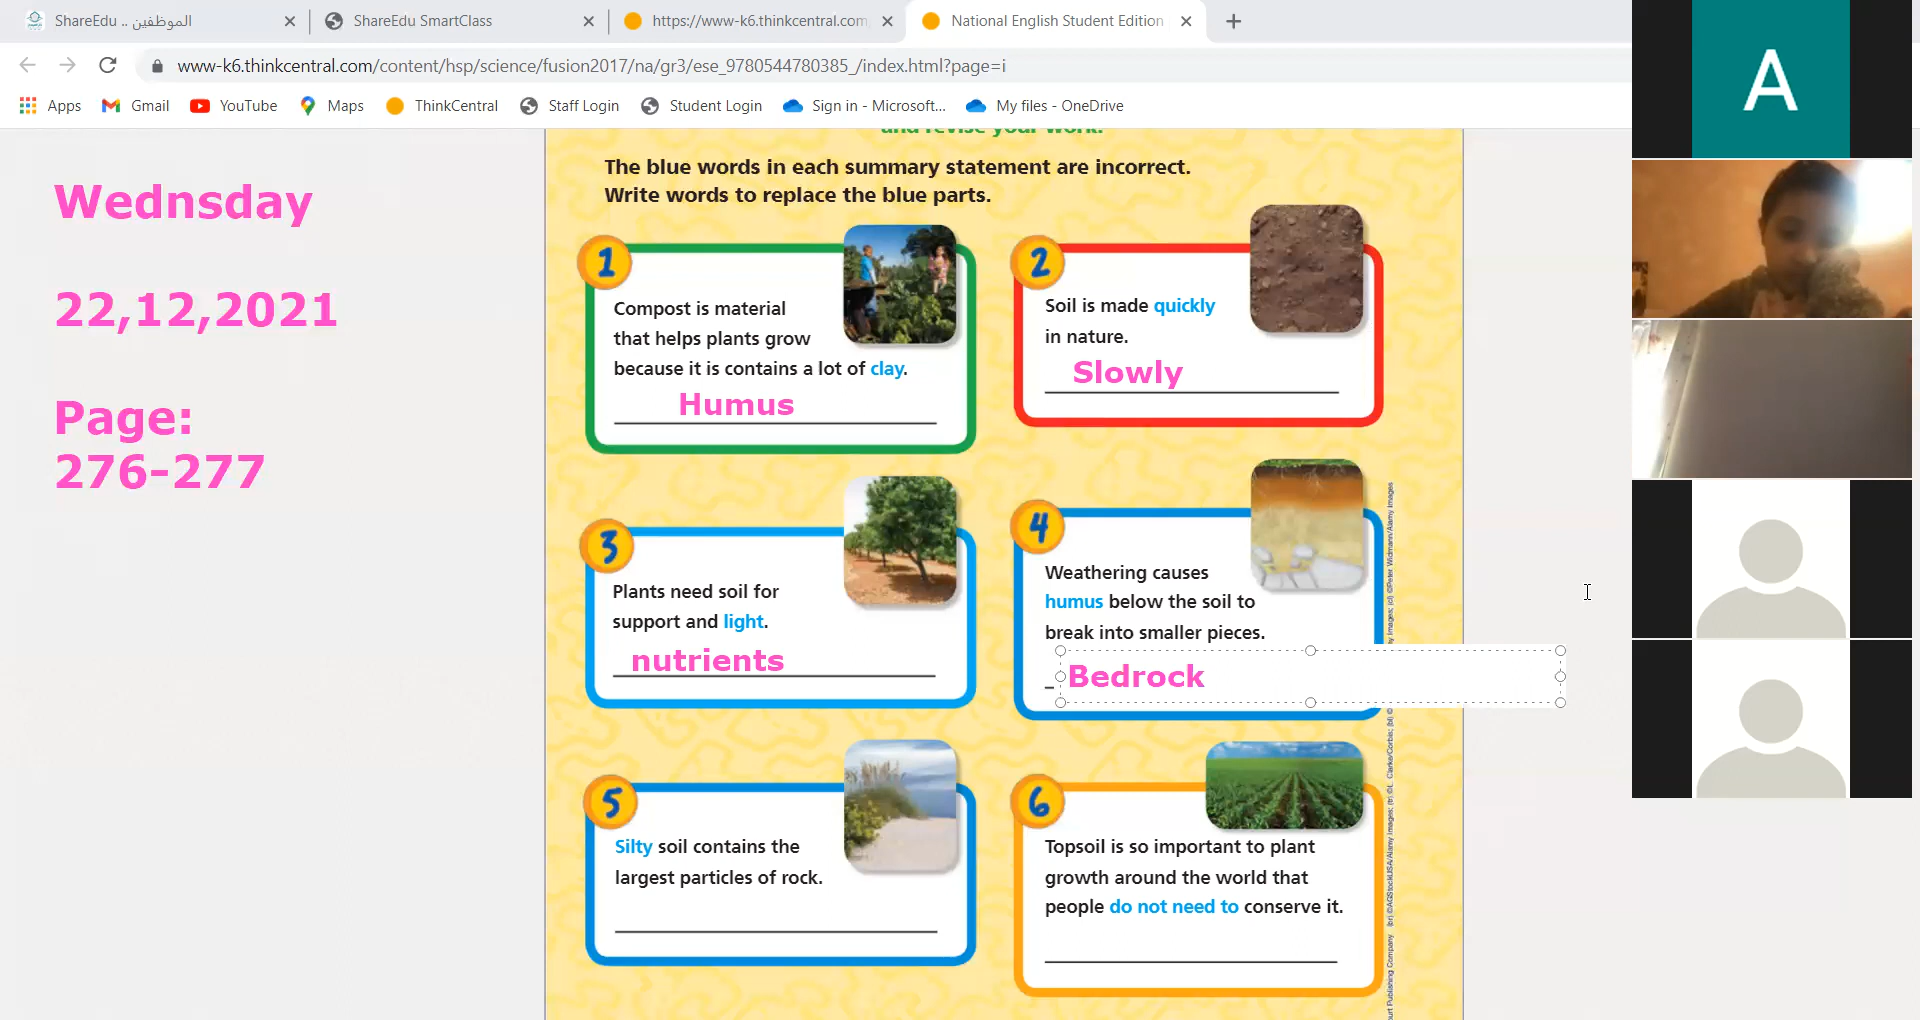 ShareEdu .. الموظفين
ShareEdu SmartClass
https://www-k6.thinkcentral.com
National English Student Edition
www-k6.thinkcentral.com/content/hsp/science/fusion2017/na/gr3/ese_9780544780385_/index.html?page=i
Apps
Gmail
YouTube
Maps
ThinkCentral
Staff Login
Student Login
Sign in - Microsoft...
My files - OneDrive
Wednsday
22,12,2021
Page:
276-277
and revise your work.
The blue words in each summary statement are incorrect.
Write words to replace the blue parts.
1
Compost is material
that helps plants grow
because it is contains a lot of clay.
Humus
2
Soil is made quickly
in nature.
Slowly
3
Plants need soil for
support and light.
nutrients
4
Weathering causes
humus below the soil to
break into smaller pieces.
Bedrock
5
Silty soil contains the
largest particles of rock.
6
Topsoil is so important to plant
growth around the world that
people do not need to conserve it.
A